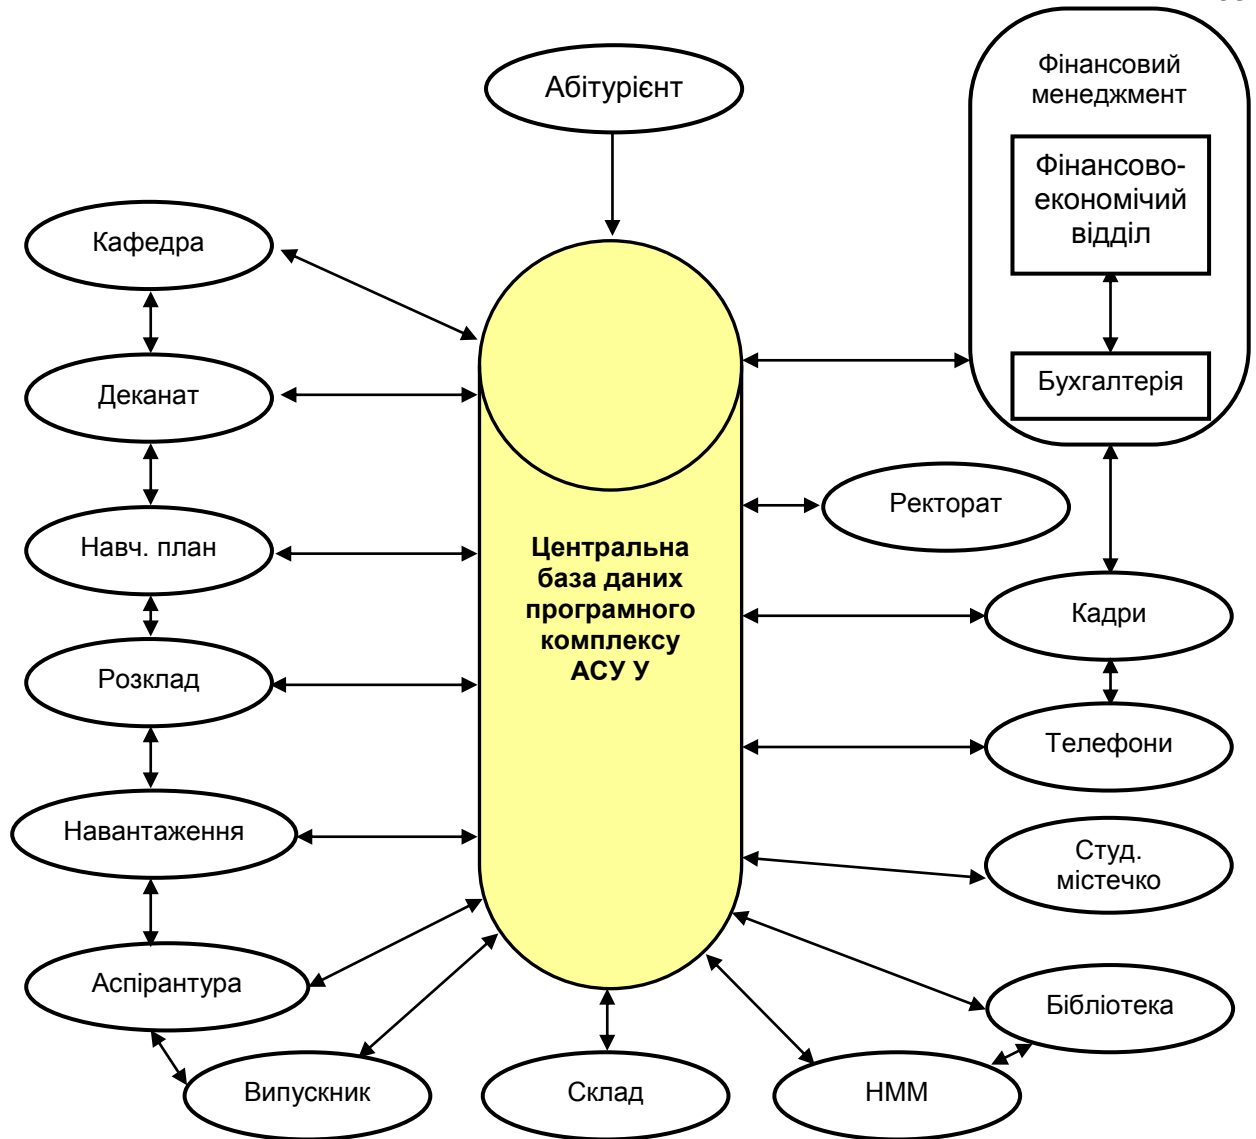 Абітурієнт
Фінансовий
менеджмент
Фінансово-
економічий
відділ
Бухгалтерія
Кафедра
Деканат
Навч. план
Розклад
Навантаження
Аспірантура
Випускник
Центральна
база даних
програмного
комплексу
АСУ У
Ректорат
Кадри
Телефони
Студ.
містечко
Бібліотека
Склад
НММ